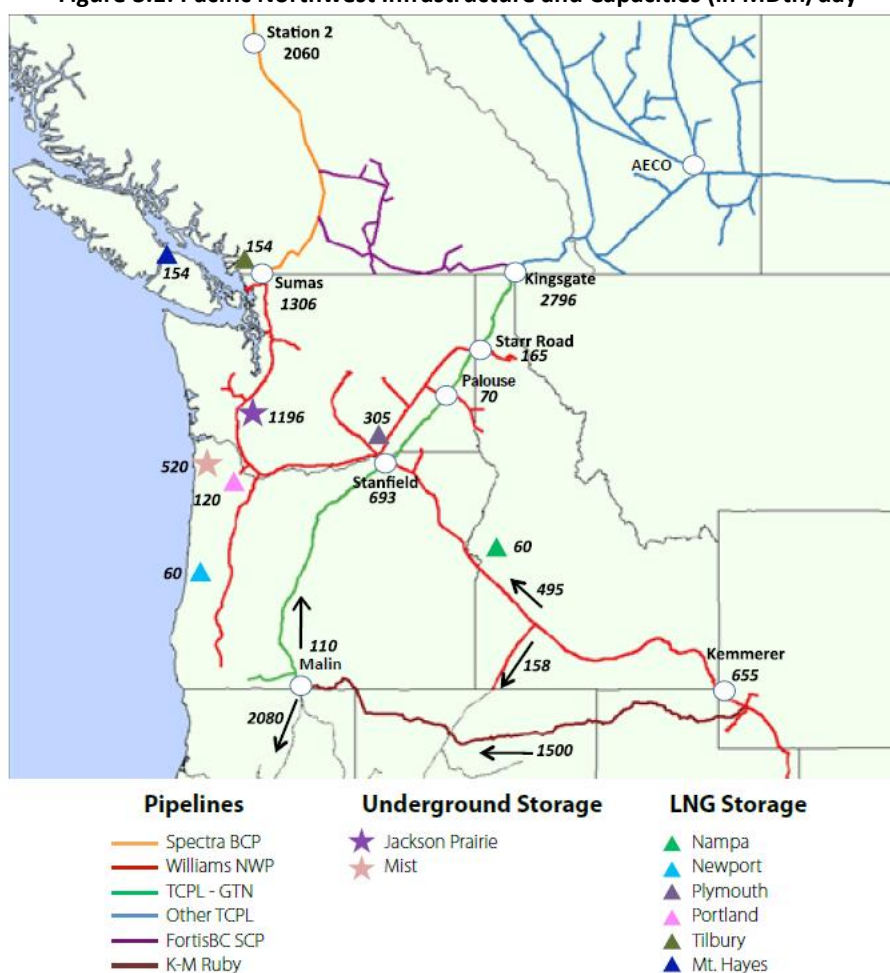 Figure 3.2: Pacific Northwest Infrastructure and Capacities (in MDth/day
Station 2
2060
AECO
154
154
Sumas
1306
Kingsgate
2796
Starr Road
165
Palouse
70
1196
305
520
120
Stanfield
693
60
60
495
110
Malin
158
Kemmerer
655
2080
1500
Pipelines
Spectra BCP
Williams NWP
TCPL - GTN
Other TCPL
FortisBC SCP
K-M Ruby
Underground Storage
Jackson Prairie
Mist
LNG Storage
Nampa
Newport
Plymouth
Portland
Tilbury
Mt. Hayes